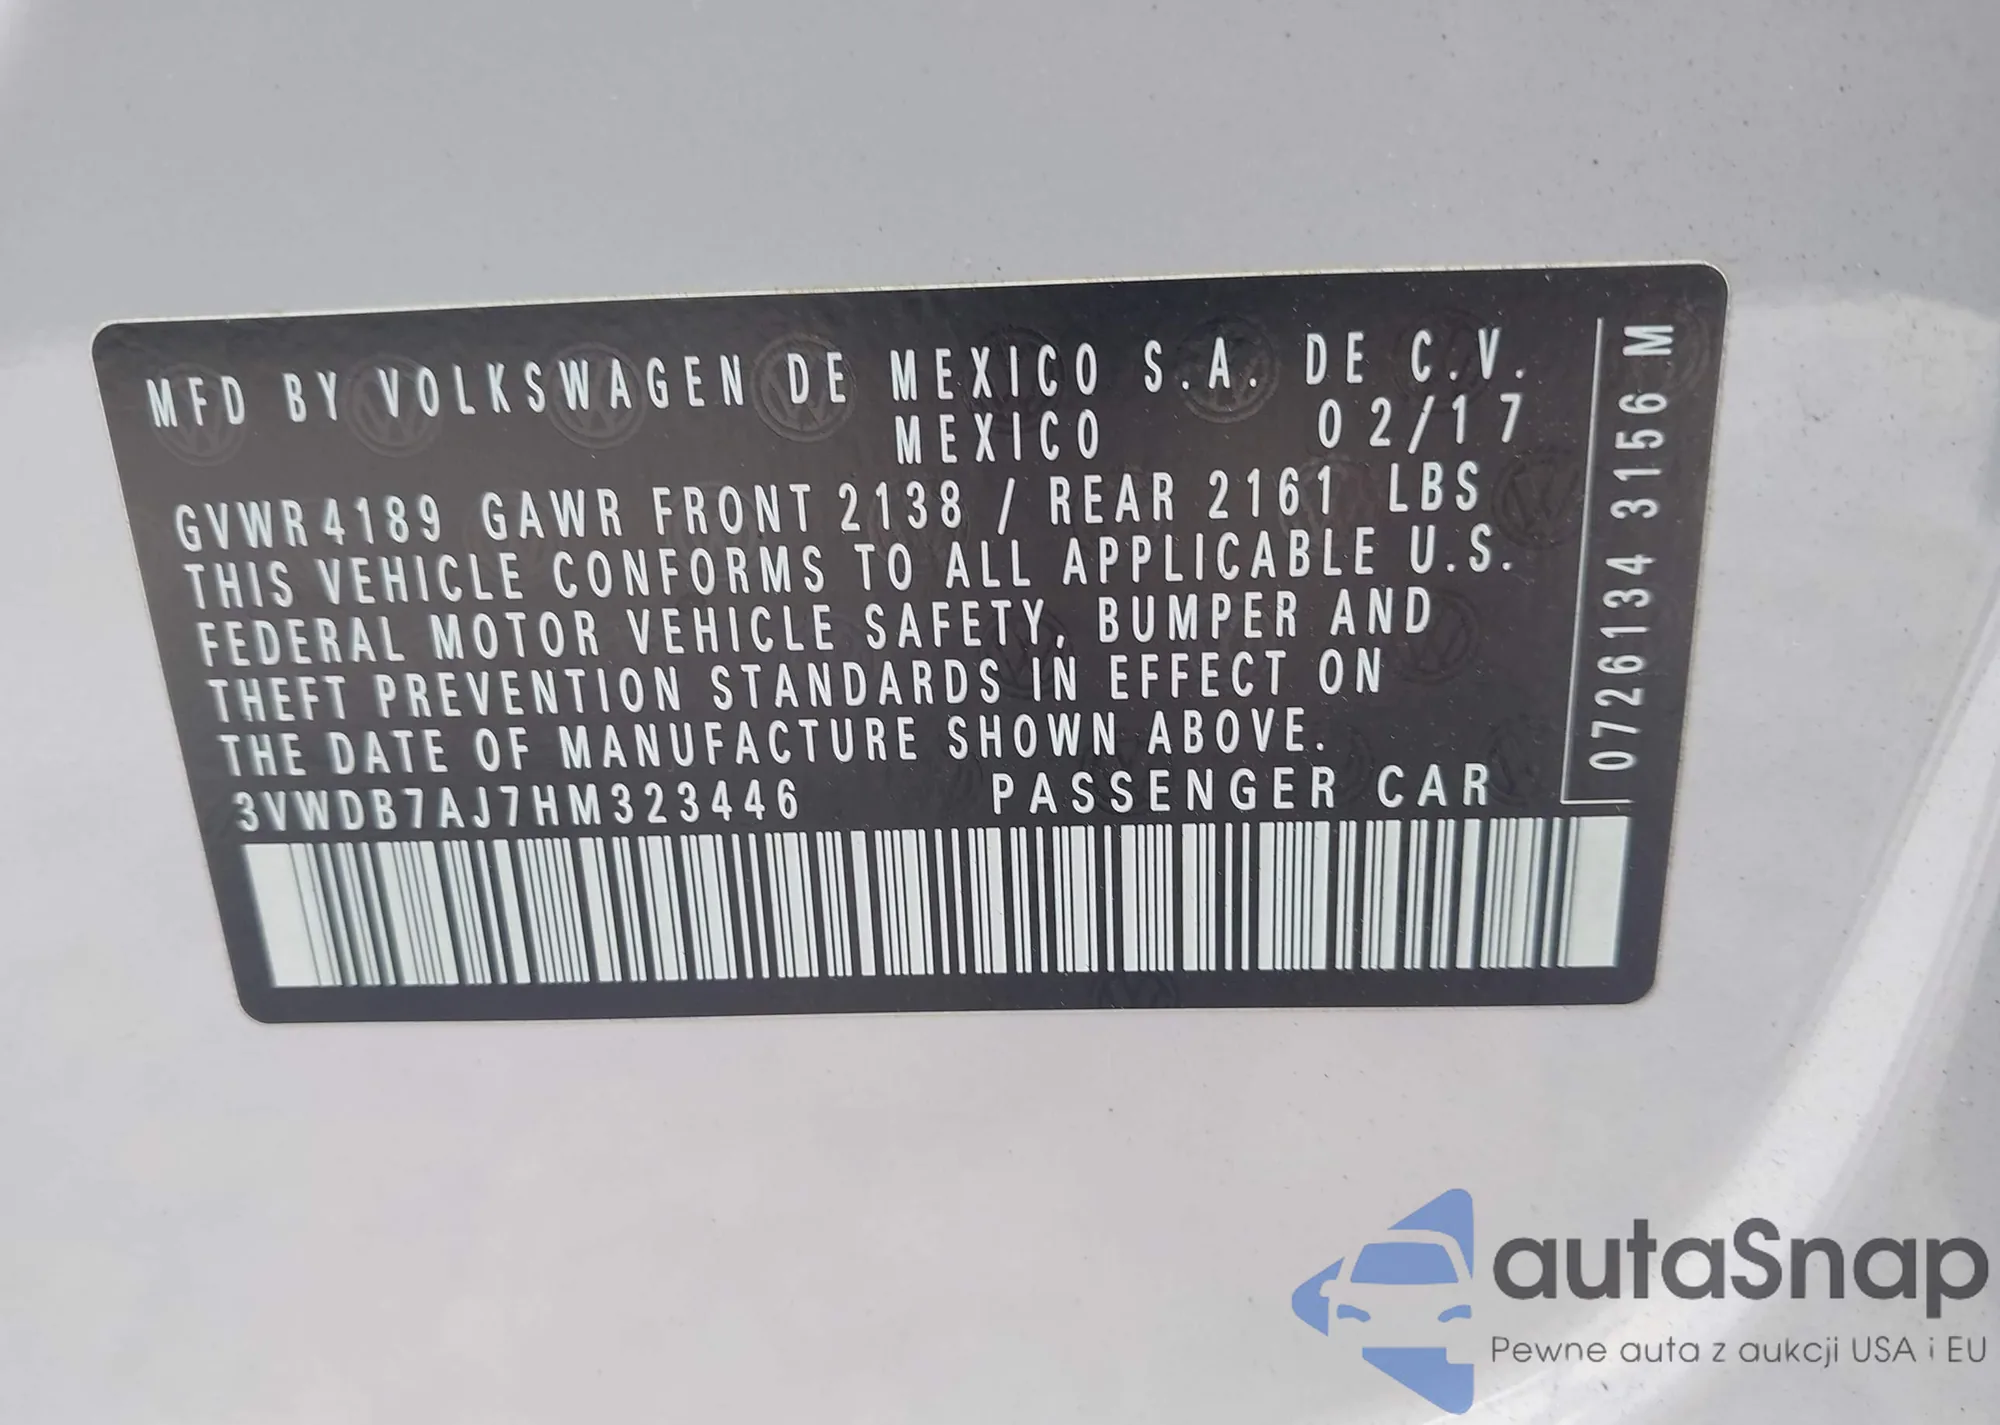 MFD BY VOLKSWAGEN DE MEXICO S.A. DE C.V.
MEXICO 02/17
GVWR 4189 GAWR FRONT 2138 / REAR 2161 LBS
THIS VEHICLE CONFORMS TO ALL APPLICABLE U.S.
FEDERAL MOTOR VEHICLE SAFETY, BUMPER AND
THEFT PREVENTION STANDARDS IN EFFECT ON
THE DATE OF MANUFACTURE SHOWN ABOVE.
3VWDB7AJ7HM323446 PASSENGER CAR
0726134 3156 M
autaSnap
Pewne auta z aukcji USA i EU